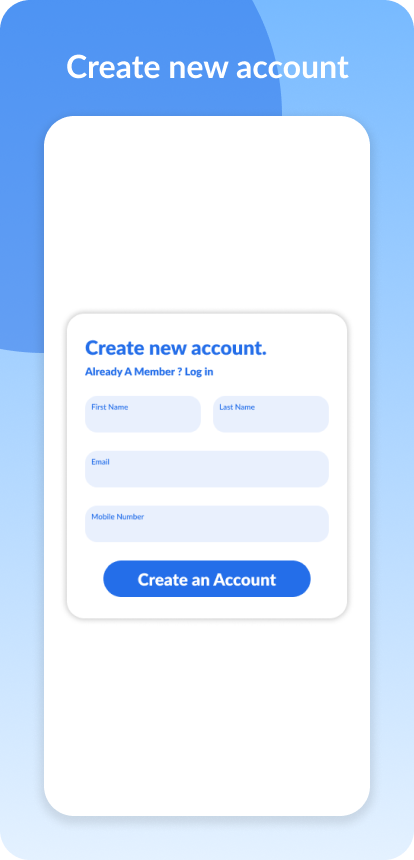 Create new account
Create new account.
Already A Member ? Log in
First Name
Last Name
Email
Mobile Number
Create an Account